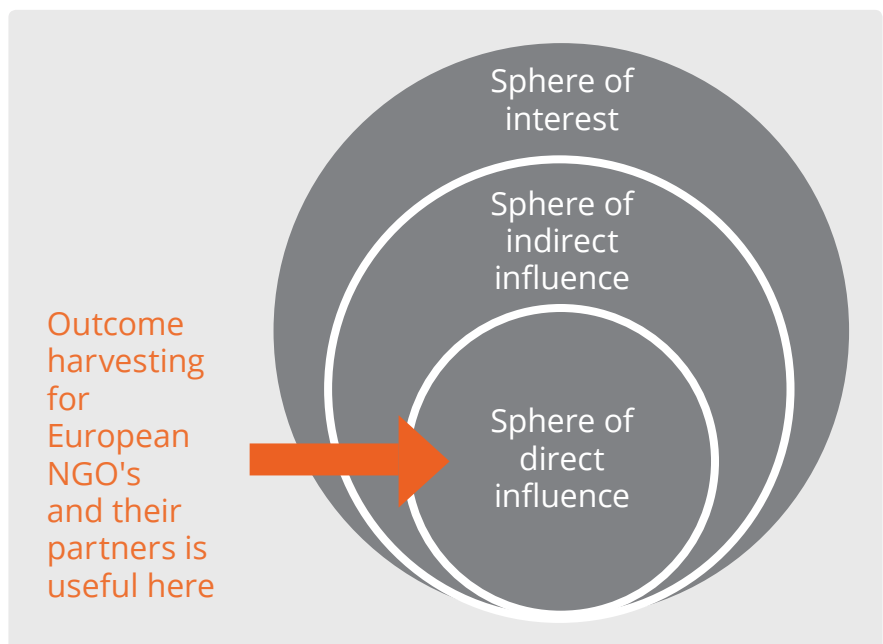 Sphere of
interest
Sphere of
indirect
influence
Outcome
harvesting
for
European
NGO's
and their
partners is
useful here
Sphere of
direct
influence